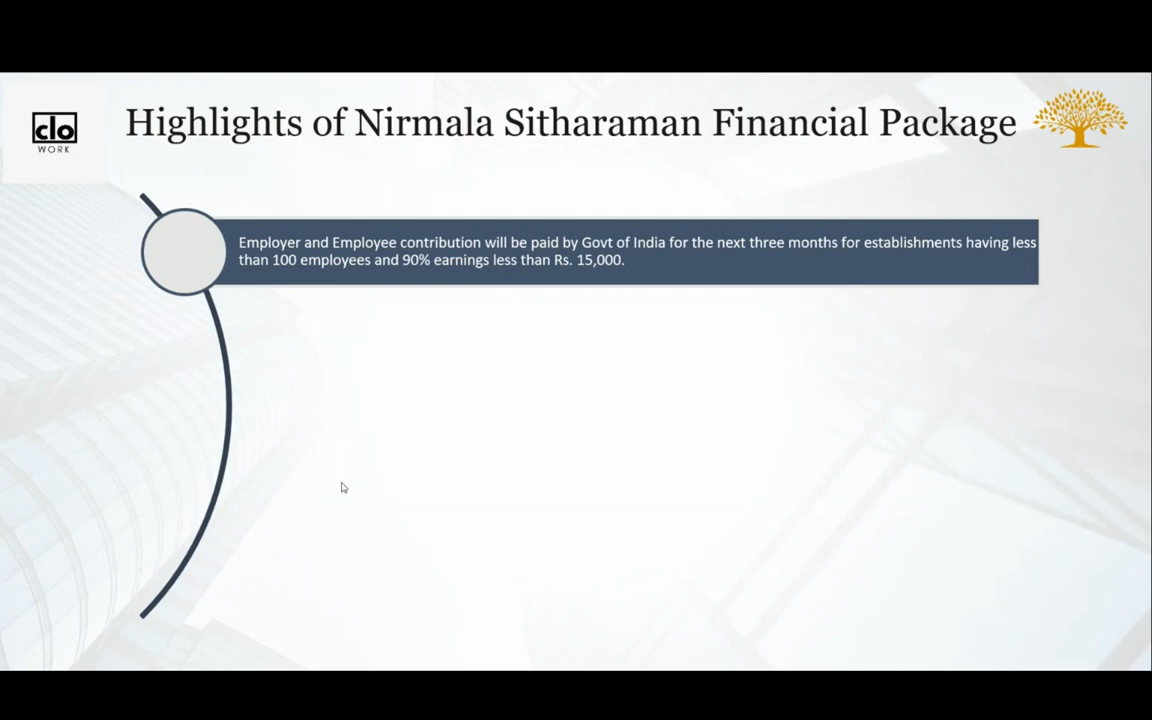 clo
WORK
Highlights of Nirmala Sitharaman Financial Package
Employer and Employee contribution will be paid by Govt of India for the next three months for establishments having less
than 100 employees and 90% earnings less than Rs. 15,000.